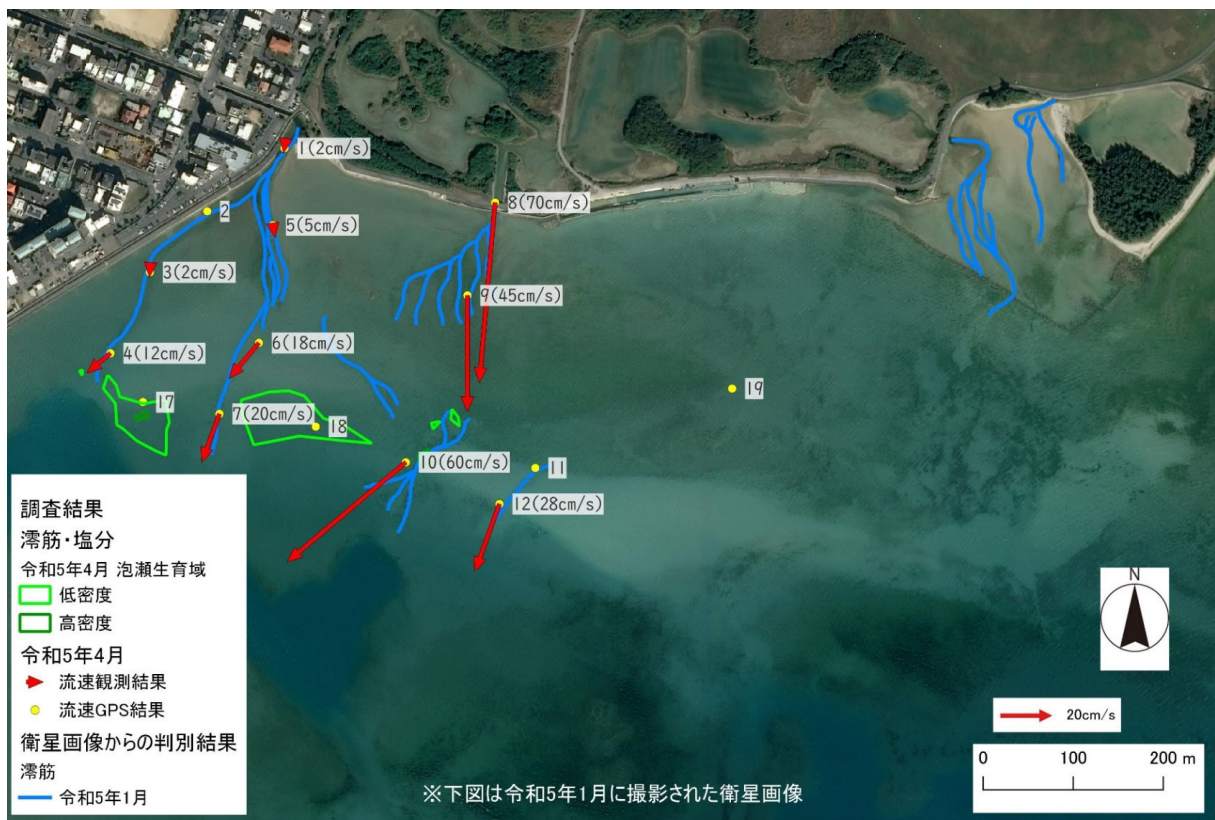 1(2cm/s)
2
8(70cm/s)
5(5cm/s)
3(2cm/s)
9(45cm/s)
6(18cm/s)
4(12cm/s)
19
17
7(20cm/s)
18
10(60cm/s)
11
12(28cm/s)
調査結果
澪筋・塩分
令和5年4月 泡瀬生育域
低密度
高密度
令和5年4月
流速観測結果
流速GPS結果
衛星画像からの判別結果
澪筋
令和5年1月
※下図は令和5年1月に撮影された衛星画像
N
20cm/s
0 100 200 m